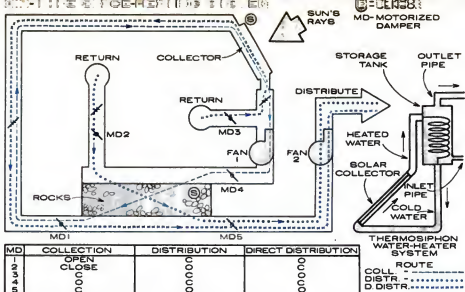 S
SUN'S
RAYS
MD-MOTORIZED
DAMPER
RETURN
COLLECTOR
STORAGE
TANK
OUTLET
PIPE
RETURN
DISTRIBUTE
MD2
MD3
FAN
1
FAN
2
HEATED
WATER
SOLAR
COLLECTOR
MD4
ROCKS
S
INLET
PIPE
COLD
WATER
MD1
MD5
THERMOSIPHON
WATER-HEATER
SYSTEM
MD COLLECTION DISTRIBUTION DIRECT DISTRIBUTION
1 OPEN C C
2 CLOSE C C
3 C C
4 C C
5 C C
ROUTE
COLL.
DISTR.
D.DISTR.